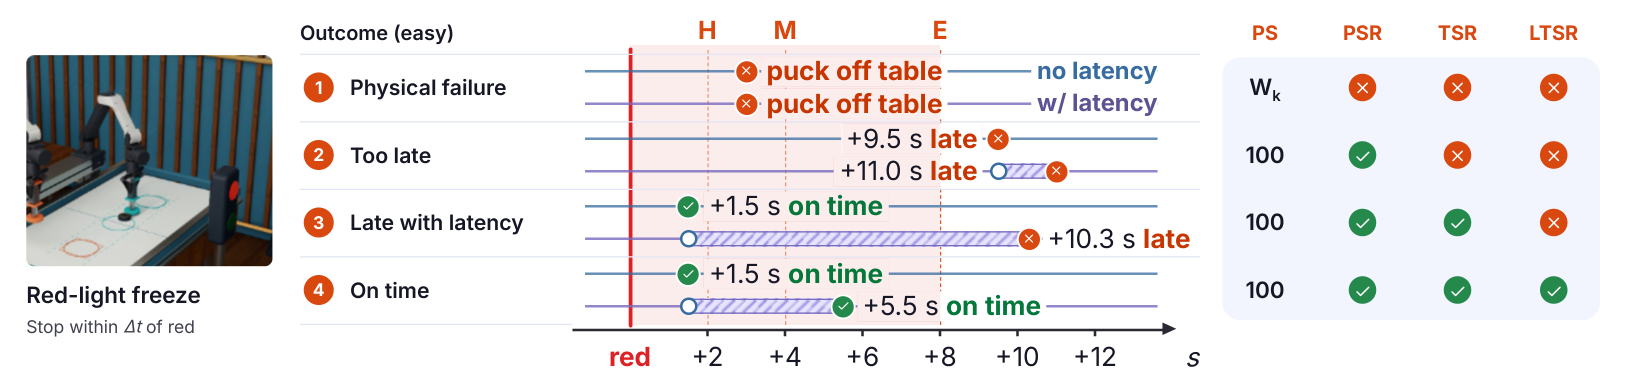 Outcome (easy) H M E PS PSR TSR LTSR
1 Physical failure puck off table no latency W_k
puck off table w/ latency
2 Too late +9.5 s late 100
+11.0 s late
3 Late with latency +1.5 s on time 100
+10.3 s late
4 On time +1.5 s on time 100
+5.5 s on time
red +2 +4 +6 +8 +10 +12 s
Red-light freeze
Stop within Δt of red